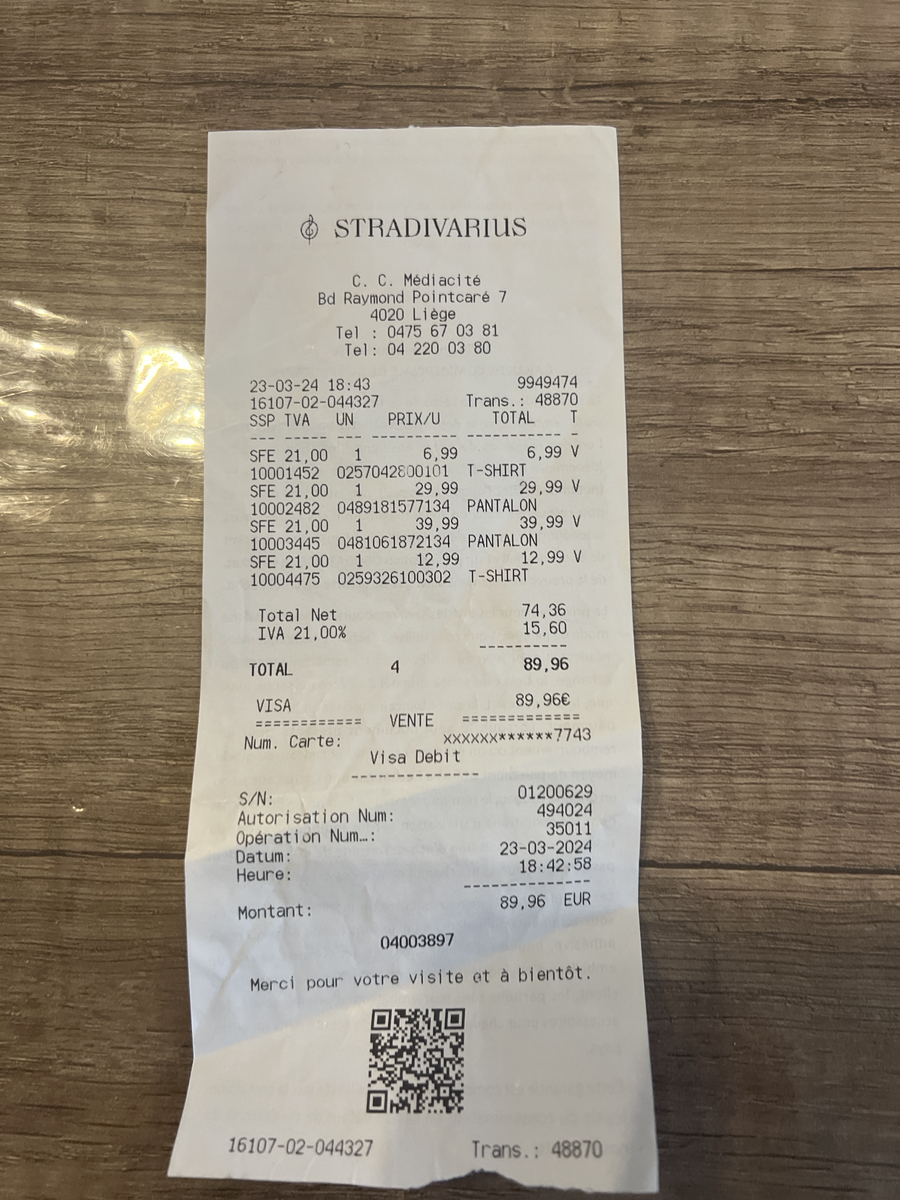 STRADIVARIUS
C. C. Médiacité
Bd Raymond Pointcaré 7
4020 Liège
Tel : 0475 67 03 81
Tel: 04 220 03 80
23-03-24 18:43 9949474
16107-02-044327 Trans.: 48870
SSP TVA UN PRIX/U TOTAL T
--- ----- --- --------- ------------ -
SFE 21,00 1 6,99 6,99 V
10001452 0257042800101 T-SHIRT
SFE 21,00 1 29,99 29,99 V
10002482 0489181577134 PANTALON
SFE 21,00 1 39,99 39,99 V
10003445 0481061872134 PANTALON
SFE 21,00 1 12,99 12,99 V
10004475 0259326100302 T-SHIRT
Total Net 74,36
IVA 21,00% 15,60
----------
TOTAL 4 89,96
VISA 89,96€
============ VENTE =============
Num. Carte: XXXXXX******7743
Visa Debit
--------------
S/N: 01200629
Autorisation Num: 494024
Opération Num…: 35011
Datum: 23-03-2024
Heure: 18:42:58
--------------
Montant: 89,96 EUR
04003897
Merci pour votre visite et à bientôt.
16107-02-044327 Trans.: 48870